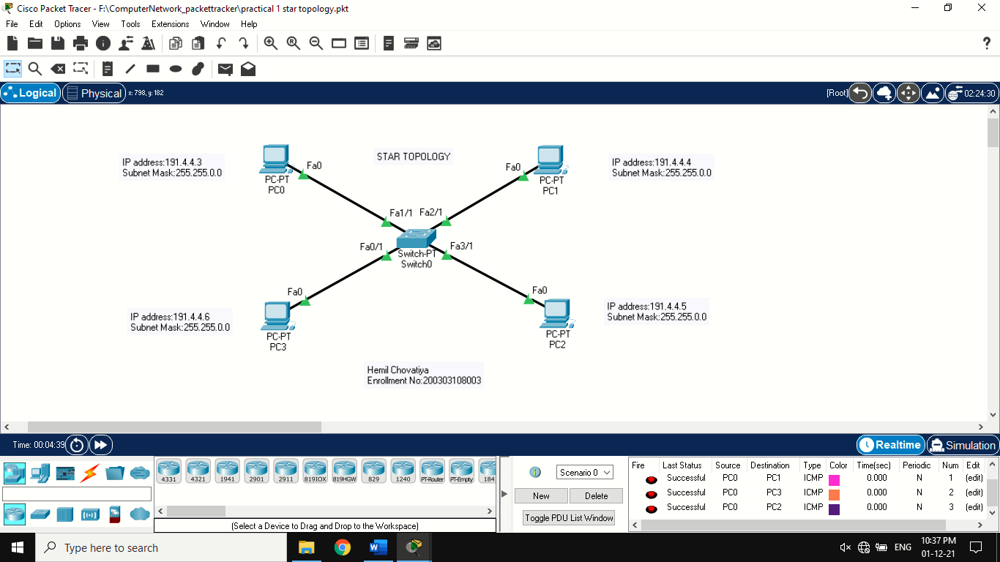 Cisco Packet Tracer - F:\ComputerNetwork_packettracker\practical 1 star topology.pkt
File Edit Options View Tools Extensions Window Help
?
Logical Physical x: 798, y: 182 [Root] 02:24:30
IP address:191.4.4.3
Subnet Mask:255.255.0.0
Fa0
PC-PT
PC0
STAR TOPOLOGY
Fa0
PC-PT
PC1
IP address:191.4.4.4
Subnet Mask:255.255.0.0
Fa1/1 Fa2/1
Fa0/1 Fa3/1
Switch-PT
Switch0
IP address:191.4.4.6
Subnet Mask:255.255.0.0
Fa0
PC-PT
PC3
Fa0
PC-PT
PC2
IP address:191.4.4.5
Subnet Mask:255.255.0.0
Hemil Chovatiya
Enrollment No:200303108003
Time: 00:04:39 Realtime Simulation
4331 4321 1941 2901 2911 819IOX 819HGW 829 1240 PT-Router PT-Empty 184
(Select a Device to Drag and Drop to the Workspace)
Scenario 0
New Delete
Toggle PDU List Window
Fire Last Status Source Destination Type Color Time(sec) Periodic Num Edit
Successful PC0 PC1 ICMP 0.000 N 1 (edit)
Successful PC0 PC3 ICMP 0.000 N 2 (edit)
Successful PC0 PC2 ICMP 0.000 N 3 (edit)
Type here to search
ENG
10:37 PM
01-12-21